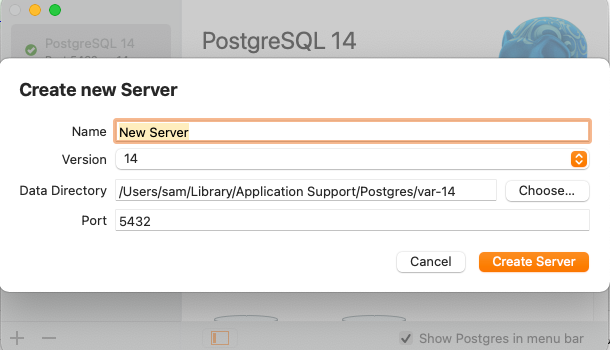 PostgreSQL 14
PostgreSQL 14
Create new Server
Name New Server
Version 14
Data Directory /Users/sam/Library/Application Support/Postgres/var-14 Choose...
Port 5432
Cancel Create Server
Show Postgres in menu bar